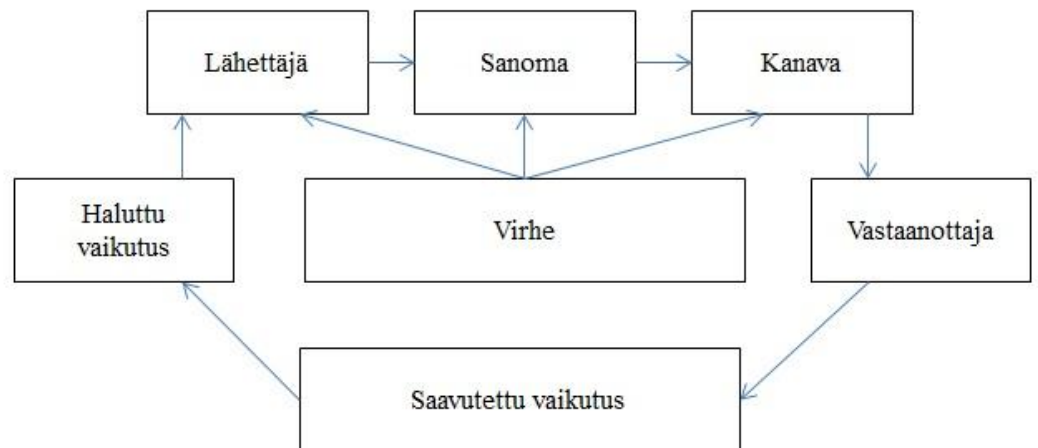 Lähettäjä
Sanoma
Kanava
Haluttu
vaikutus
Virhe
Vastaanottaja
Saavutettu vaikutus